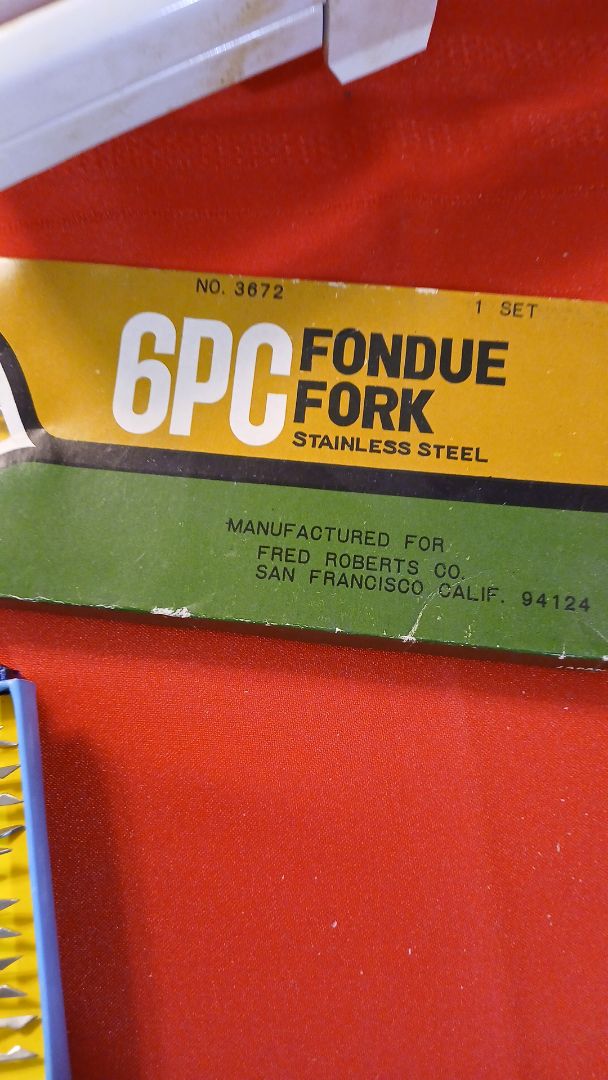 NO. 3672
1 SET
6PC FONDUE
FORK
STAINLESS STEEL
MANUFACTURED FOR
FRED ROBERTS CO.
SAN FRANCISCO CALIF. 94124